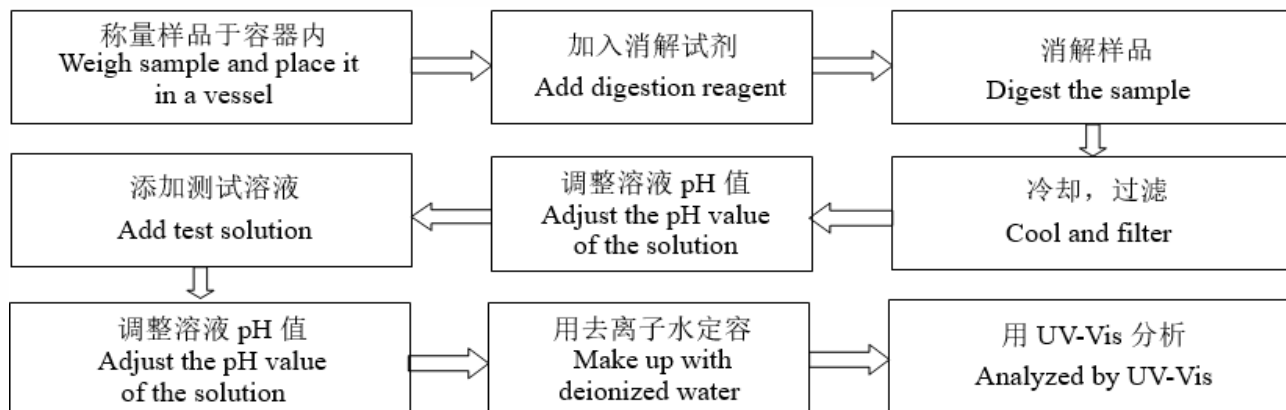 称量样品于容器内
Weigh sample and place it
in a vessel
加入消解试剂
Add digestion reagent
消解样品
Digest the sample
冷却，过滤
Cool and filter
调整溶液 pH 值
Adjust the pH value
of the solution
添加测试溶液
Add test solution
调整溶液 pH 值
Adjust the pH value
of the solution
用去离子水定容
Make up with
deionized water
用 UV-Vis 分析
Analyzed by UV-Vis